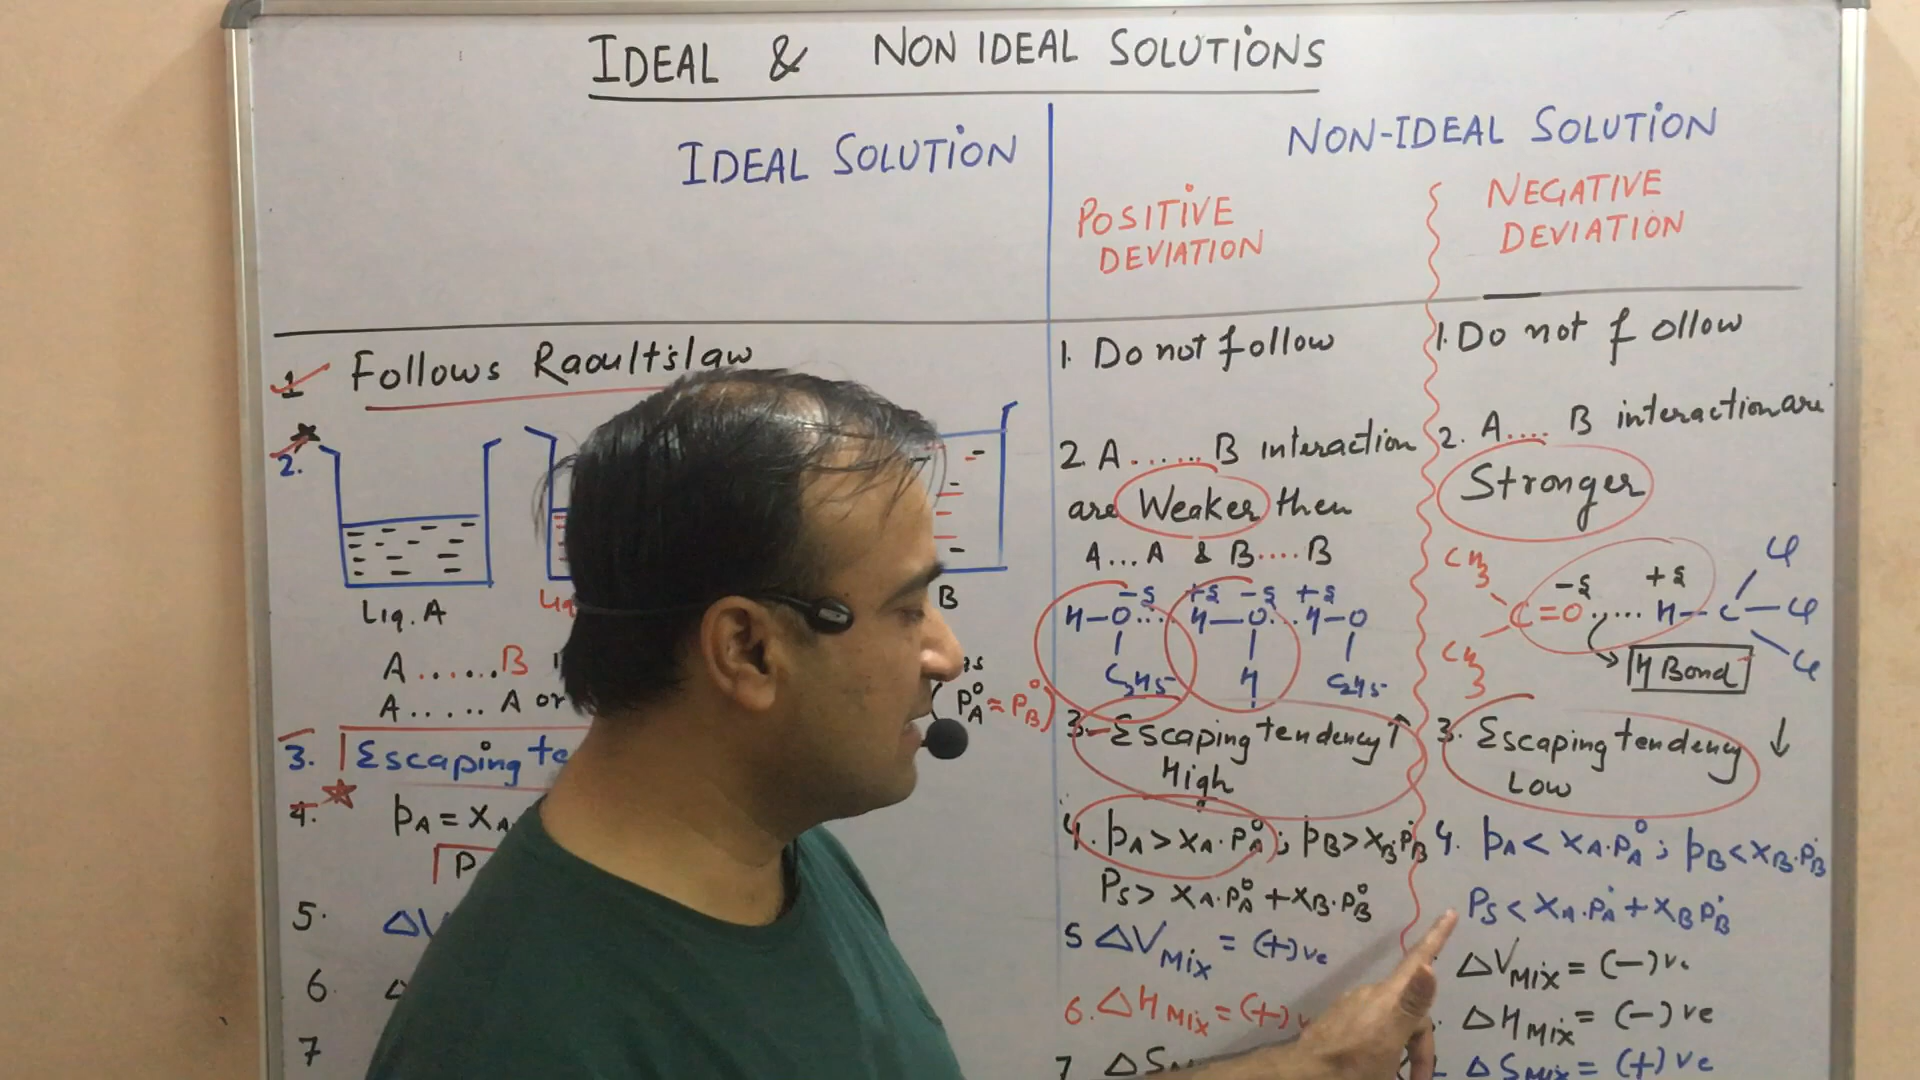 IDEAL & NON IDEAL SOLUTIONS
IDEAL SOLUTION
1 Follows Raoult's law
2.
Liq. A
Liq
B
A......B
A...... A or
(P°A ≈ P°B)
3. Escaping te
4. pA = XA
P
5. ΔV
6. Δ
7
NON-IDEAL SOLUTION
POSITIVE
DEVIATION
1. Do not follow
2. A......B interaction
are Weaker then
A...A & B....B
-δ +δ -δ +δ
H-O....H-O...H-O
C2H5 H C2H5
3. Escaping tendency ↑
High
4. pA > XA.P°A ; pB > XB.P°B
PS > XA.P°A + XB.P°B
5 ΔVMix = (+)ve
6. ΔHMix = (+)v
7 ΔS
NEGATIVE
DEVIATION
1. Do not follow
2. A.... B interaction are
Stronger
CH3 -δ +δ Cl
C=O.....H-C-Cl
CH3 Cl
H Bond
3. Escaping tendency ↓
Low
4. pA < XA.P°A ; pB < XB.P°B
PS < XA.P°A + XB P°B
ΔVMix = (-)ve
ΔHMix = (-)ve
ΔSMix = (+)ve